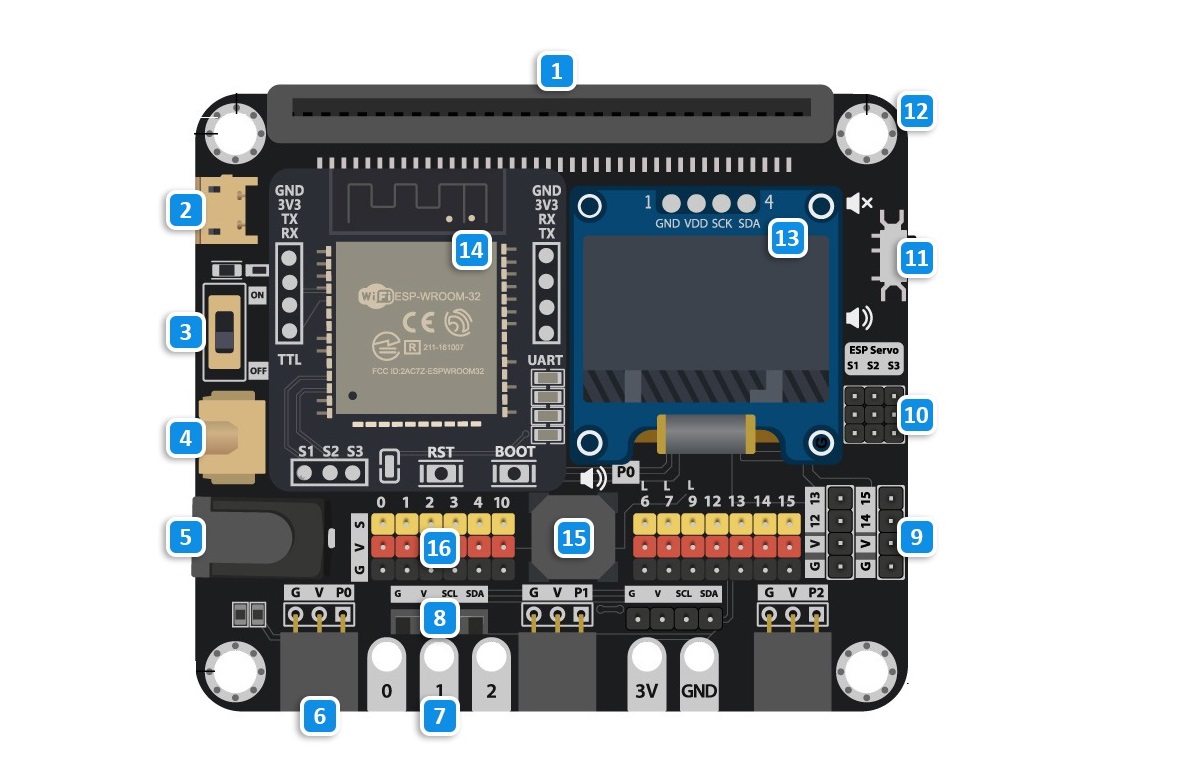 1
12
GND
3V3
TX
RX
GND
3V3
RX
TX
1 4
GND VDD SCK SDA
2
14
13
11
ON
WiFi ESP-WROOM-32
3
CE
R 211-161007
ESP Servo
S1 S2 S3
OFF
TTL
UART
FCC ID:2AC7Z-ESPWROOM32
4
10
G
S1 S2 S3
RST
BOOT
P0
L L L
0 1 2 3 4 10
6 7 9 12 13 14 15
S
V
G
16
15
G V 12 13
G V 14 15
5
9
G V P0
G V SCL SDA
G V P1
G V SCL SDA
G V P2
8
0 1 2
3V GND
6
7